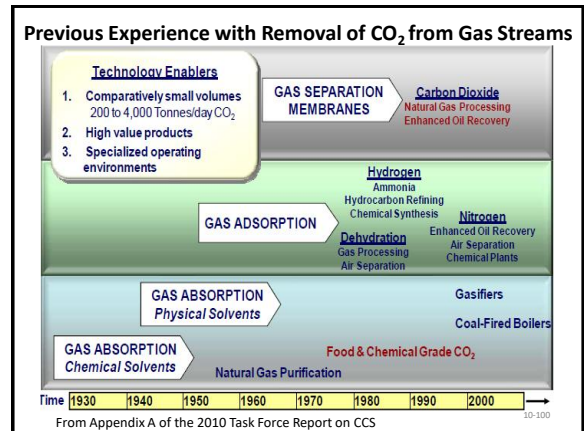 Previous Experience with Removal of CO₂ from Gas Streams
Technology Enablers
1. Comparatively small volumes
200 to 4,000 Tonnes/day CO₂
2. High value products
3. Specialized operating
environments
GAS SEPARATION
MEMBRANES
Carbon Dioxide
Natural Gas Processing
Enhanced Oil Recovery
GAS ADSORPTION
Hydrogen
Ammonia
Hydrocarbon Refining
Chemical Synthesis
Dehydration
Gas Processing
Air Separation
Nitrogen
Enhanced Oil Recovery
Air Separation
Chemical Plants
GAS ABSORPTION
Physical Solvents
Gasifiers
Coal-Fired Boilers
GAS ABSORPTION
Chemical Solvents
Food & Chemical Grade CO₂
Natural Gas Purification
Time 1930 1940 1950 1960 1970 1980 1990 2000
10-100
From Appendix A of the 2010 Task Force Report on CCS